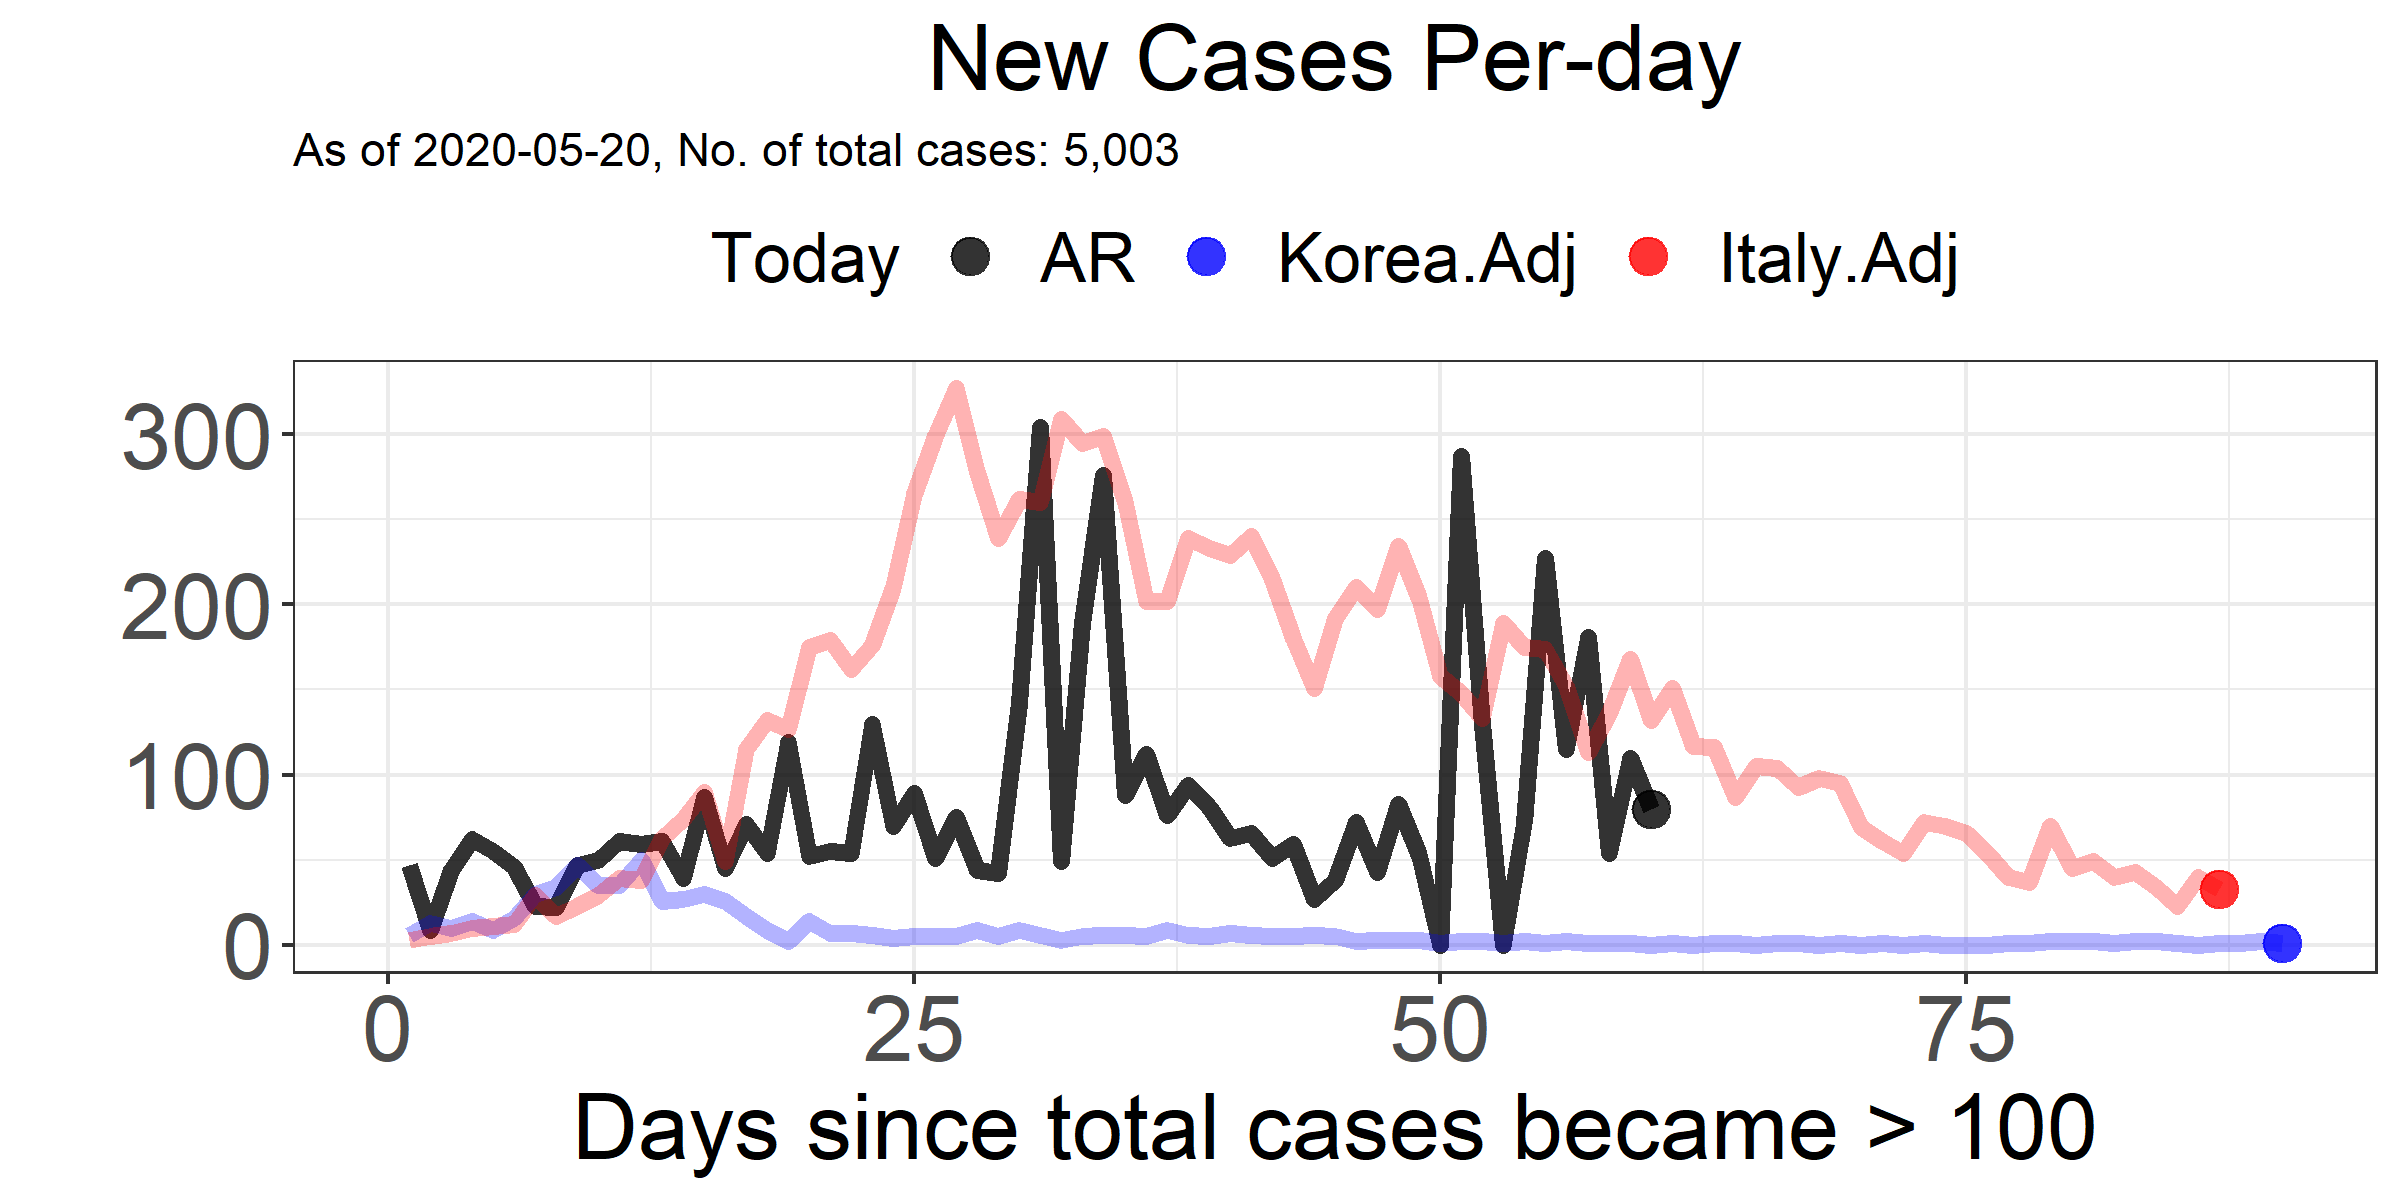 New Cases Per-day
As of 2020-05-20, No. of total cases: 5,003
Today AR Korea.Adj Italy.Adj
300
200
100
0
0 25 50 75
Days since total cases became > 100